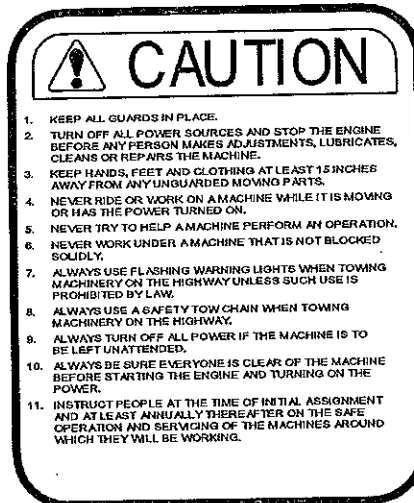 CAUTION
1. KEEP ALL GUARDS IN PLACE.
2. TURN OFF ALL POWER SOURCES AND STOP THE ENGINE
BEFORE ANY PERSON MAKES ADJUSTMENTS, LUBRICATES,
CLEANS OR REPAIRS THE MACHINE.
3. KEEP HANDS, FEET AND CLOTHING AT LEAST 15 INCHES
AWAY FROM ANY UNGUARDED MOVING PARTS.
4. NEVER RIDE OR WORK ON A MACHINE WHILE IT IS MOVING
OR HAS THE POWER TURNED ON.
5. NEVER TRY TO HELP A MACHINE PERFORM AN OPERATION.
6. NEVER WORK UNDER A MACHINE THAT IS NOT BLOCKED
SOLIDLY.
7. ALWAYS USE FLASHING WARNING LIGHTS WHEN TOWING
MACHINERY ON THE HIGHWAY UNLESS SUCH USE IS
PROHIBITED BY LAW.
8. ALWAYS USE A SAFETY TOW CHAIN WHEN TOWING
MACHINERY ON THE HIGHWAY.
9. ALWAYS TURN OFF ALL POWER IF THE MACHINE IS TO
BE LEFT UNATTENDED.
10. ALWAYS BE SURE EVERYONE IS CLEAR OF THE MACHINE
BEFORE STARTING THE ENGINE AND TURNING ON THE
POWER.
11. INSTRUCT PEOPLE AT THE TIME OF INITIAL ASSIGNMENT
AND AT LEAST ANNUALLY THEREAFTER ON THE SAFE
OPERATION AND SERVICING OF THE MACHINES AROUND
WHICH THEY WILL BE WORKING.